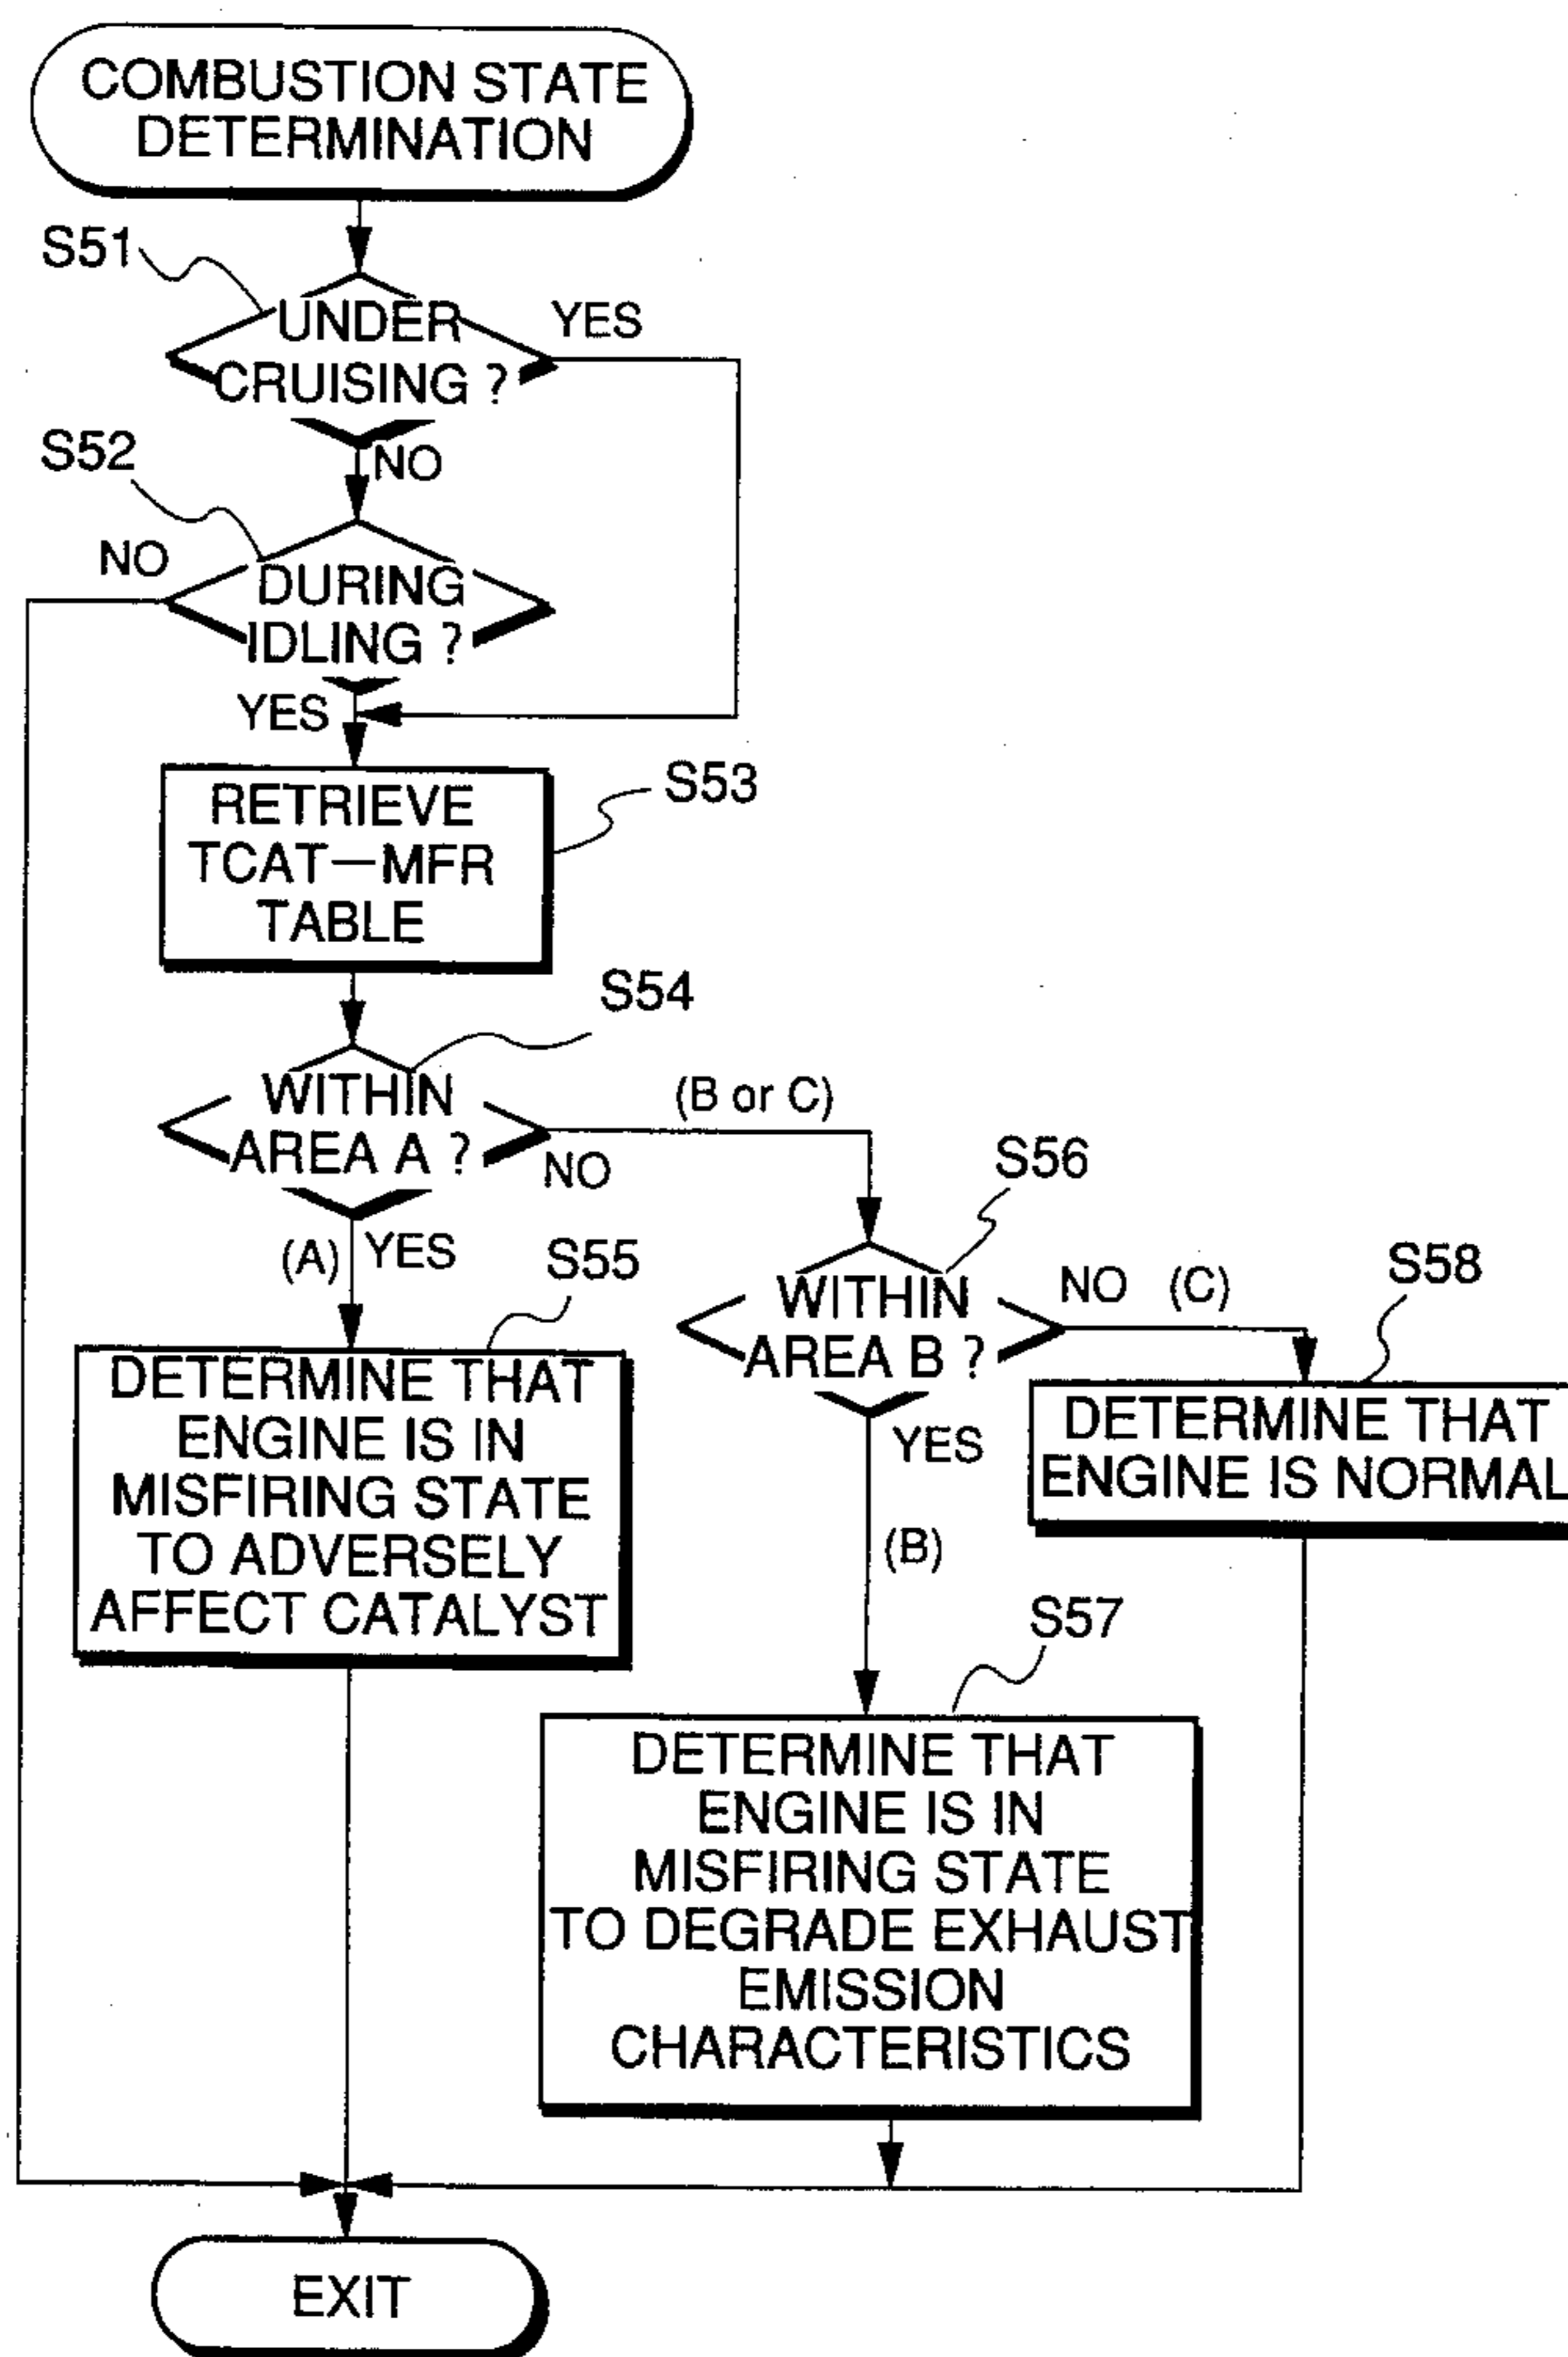 COMBUSTION STATE
DETERMINATION
S51
UNDER
CRUISING ?
YES
NO
S52
NO
DURING
IDLING ?
YES
RETRIEVE
TCAT—MFR
TABLE
S53
S54
WITHIN
AREA A ?
(B or C)
NO
(A)
YES
S55
S56
WITHIN
AREA B ?
NO (C)
S58
DETERMINE THAT
ENGINE IS IN
MISFIRING STATE
TO ADVERSELY
AFFECT CATALYST
YES
(B)
DETERMINE THAT
ENGINE IS NORMAL
S57
DETERMINE THAT
ENGINE IS IN
MISFIRING STATE
TO DEGRADE EXHAUST
EMISSION
CHARACTERISTICS
EXIT